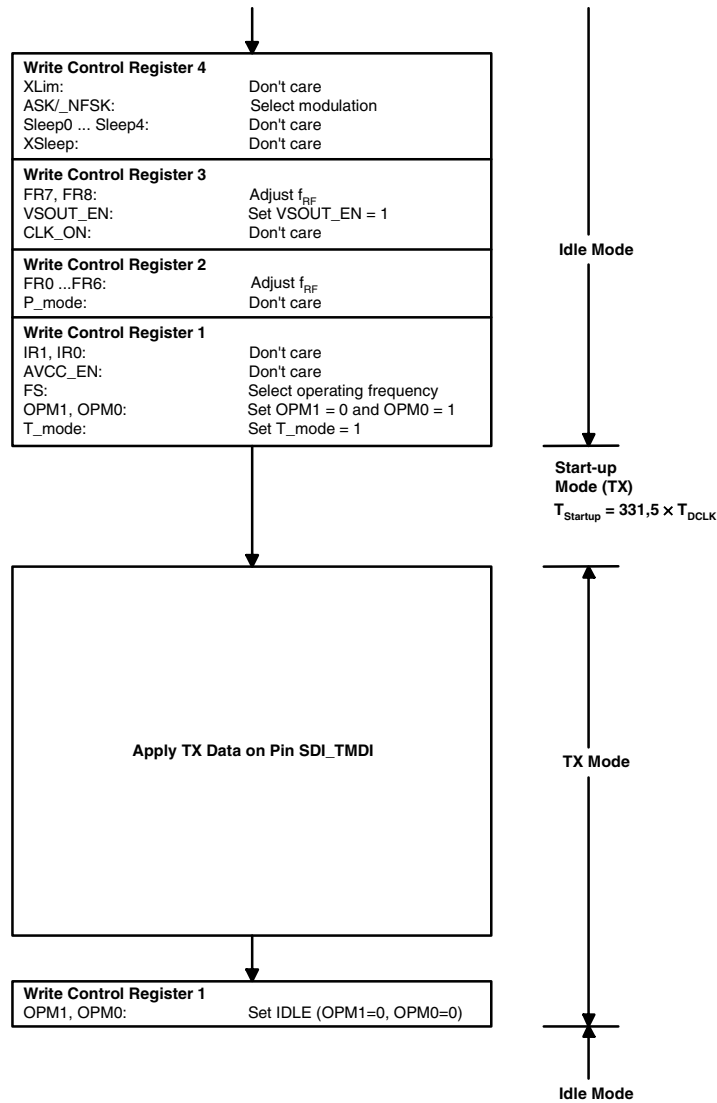 Write Control Register 4
XLim: Don't care
ASK/_NFSK: Select modulation
Sleep0 ... Sleep4: Don't care
XSleep: Don't care
Write Control Register 3
FR7, FR8: Adjust fRF
VSOUT_EN: Set VSOUT_EN = 1
CLK_ON: Don't care
Write Control Register 2
FR0 ...FR6: Adjust fRF
P_mode: Don't care
Write Control Register 1
IR1, IR0: Don't care
AVCC_EN: Don't care
FS: Select operating frequency
OPM1, OPM0: Set OPM1 = 0 and OPM0 = 1
T_mode: Set T_mode = 1
Idle Mode
Start-up
Mode (TX)
TStartup = 331,5 × TDCLK
Apply TX Data on Pin SDI_TMDI
TX Mode
Write Control Register 1
OPM1, OPM0: Set IDLE (OPM1=0, OPM0=0)
Idle Mode